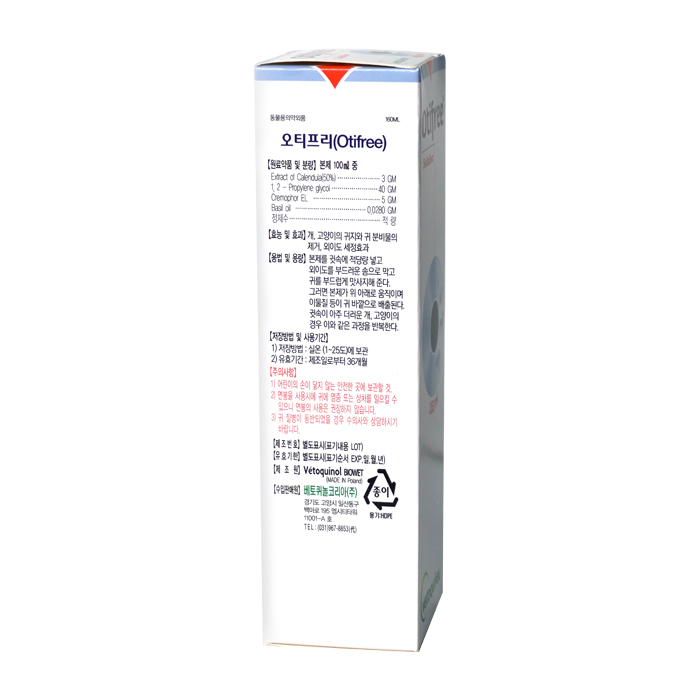 동물용의약외품 160ML
오티프리(Otifree)
[원료약품 및 분량] 본제 100㎖ 중
Extract of Calendula(50%) 3 GM
1, 2 - Propylene glycol 40 GM
Cremophor EL 5 GM
Basil oil 0.0280 GM
정제수 적 량
[효능 및 효과] 개, 고양이의 귀지와 귀 분비물의
제거, 외이도 세정효과
[용법 및 용량] 본제를 귓속에 적당량 넣고
외이도를 부드러운 솜으로 막고
귀를 부드럽게 맛사지해 준다.
그러면 본제가 위 아래로 움직이며
이물질 등이 귀 바깥으로 배출된다.
귓속이 아주 더러운 개, 고양이의
경우 이와 같은 과정을 반복한다.
[저장방법 및 사용기간]
1) 저장방법 : 실온 (1~25도)에 보관
2) 유효기간 : 제조일로부터 36개월
[주의사항]
1) 어린이의 손이 닿지 않는 안전한 곳에 보관할 것.
2) 면봉을 사용시에 귀에 염증 또는 상처를 일으킬 수
있으니 면봉의 사용은 권장하지 않습니다.
3) 귀 질병이 동반되었을 경우 수의사와 상담하시기
바랍니다.
[제 조 번 호] 별도표시(표기내용 LOT)
[유 효 기 한] 별도표시(표기순서 EXP,일,월,년)
[제 조 원] Vétoquinol BIOWET
(MADE IN Poland)
[수입판매원] 베토퀴놀코리아(주)
경기도 고양시 일산동구
백마로 195 엠시티타워
11001-A 호
TEL : (031)967-8853(代)
종이
용기:HDPE
Otifree